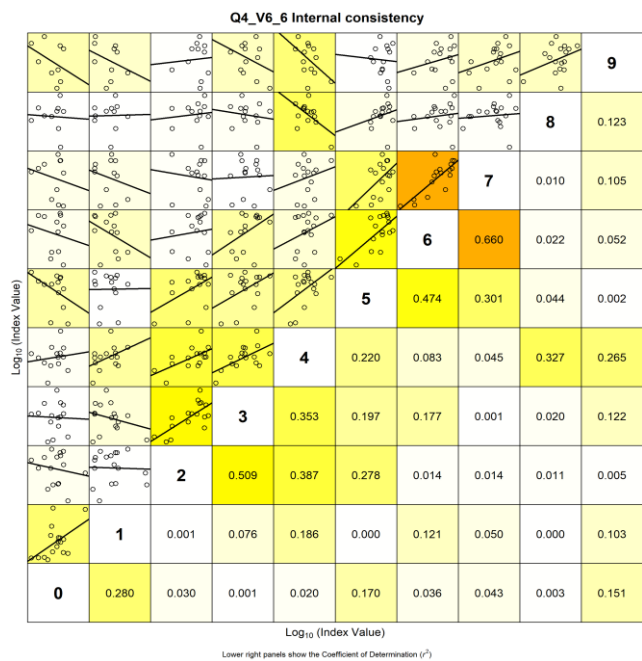 Q4_V6_6 Internal consistency
9
8 0.123
7 0.010 0.105
6 0.660 0.022 0.052
5 0.474 0.301 0.044 0.002
4 0.220 0.083 0.045 0.327 0.265
3 0.353 0.197 0.177 0.001 0.020 0.122
2 0.509 0.387 0.278 0.014 0.014 0.011 0.005
1 0.001 0.076 0.186 0.000 0.121 0.050 0.000 0.103
0 0.280 0.030 0.001 0.020 0.170 0.036 0.043 0.003 0.151
Log₁₀ (Index Value)
Log₁₀ (Index Value)
Lower right panels show the Coefficient of Determination (r²)